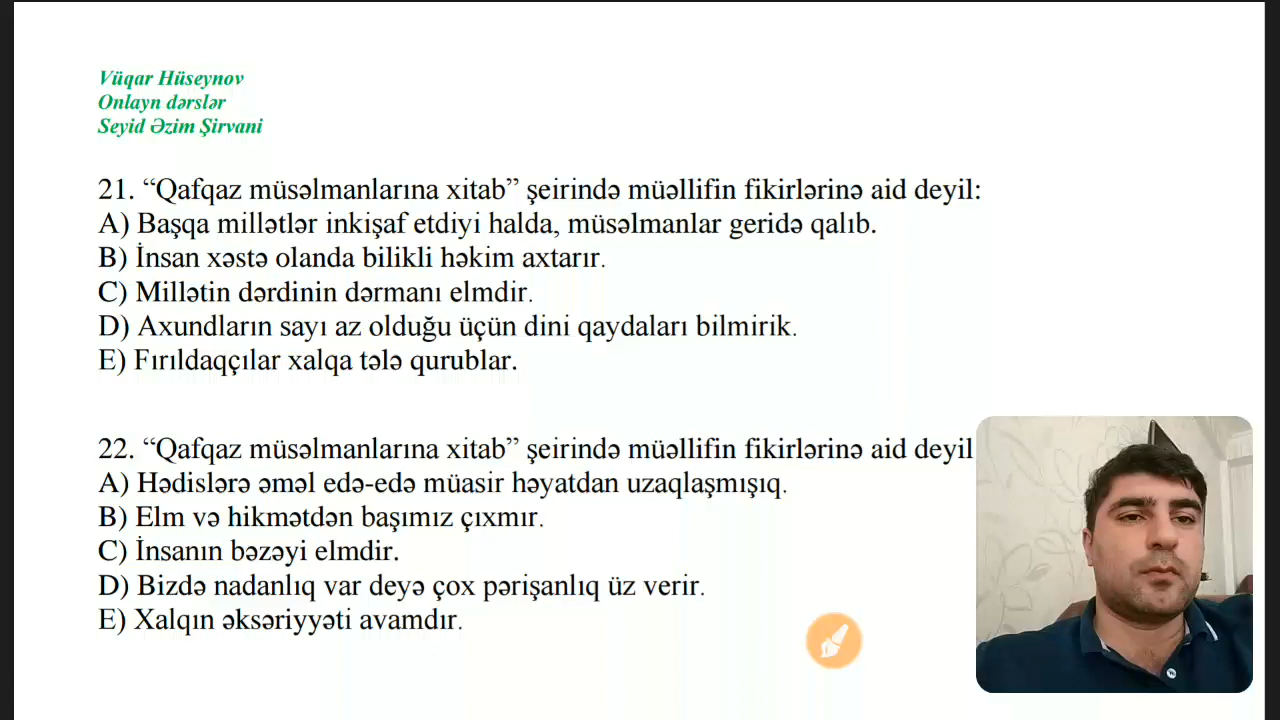 Vüqar Hüseynov
Onlayn dərslər
Seyid Əzim Şirvani
21. “Qafqaz müsəlmanlarına xitab” şeirində müəllifin fikirlərinə aid deyil:
A) Başqa millətlər inkişaf etdiyi halda, müsəlmanlar geridə qalıb.
B) İnsan xəstə olanda bilikli həkim axtarır.
C) Millətin dərdinin dərmanı elmdir.
D) Axundların sayı az olduğu üçün dini qaydaları bilmirik.
E) Fırıldaqçılar xalqa tələ qurublar.
22. “Qafqaz müsəlmanlarına xitab” şeirində müəllifin fikirlərinə aid deyil
A) Hədislərə əməl edə-edə müasir həyatdan uzaqlaşmışıq.
B) Elm və hikmətdən başımız çıxmır.
C) İnsanın bəzəyi elmdir.
D) Bizdə nadanlıq var deyə çox pərişanlıq üz verir.
E) Xalqın əksəriyyəti avamdır.